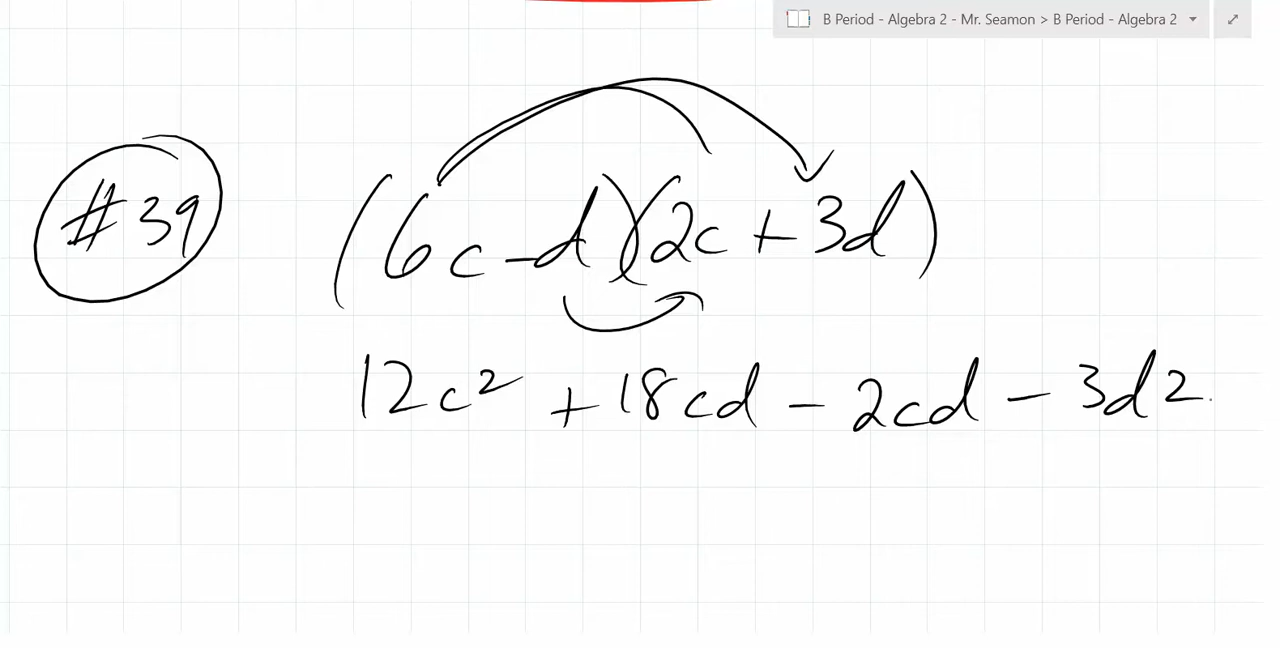 B Period - Algebra 2 - Mr. Seamon > B Period - Algebra 2
#39 (6c-d)(2c+3d)
12c² +18cd - 2cd - 3d2